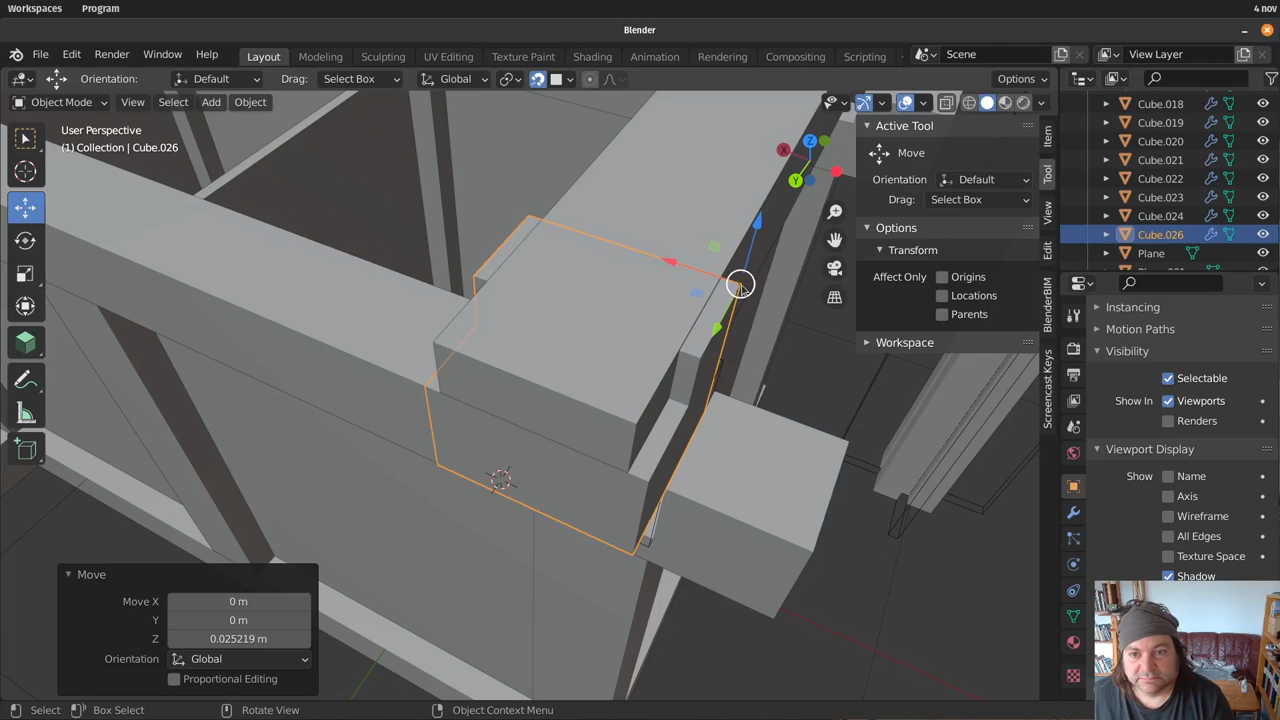 Workspaces Program 4 nov
Blender
File Edit Render Window Help Layout Modeling Sculpting UV Editing Texture Paint Shading Animation Rendering Compositing Scripting Scene View Layer
Orientation: Default Drag: Select Box Global Options
Object Mode View Select Add Object
User Perspective
(1) Collection | Cube.026
X
Y
Z
Active Tool
Move
Orientation Default
Drag: Select Box
Options
Transform
Affect Only Origins
Locations
Parents
Workspace
Item
Tool
View
Edit
BlenderBIM
Screencast Keys
Cube.018
Cube.019
Cube.020
Cube.021
Cube.022
Cube.023
Cube.024
Cube.026
Plane
Instancing
Motion Paths
Visibility
Selectable
Show In Viewports
Renders
Viewport Display
Show Name
Axis
Wireframe
All Edges
Texture Space
Shadow
Move
Move X 0 m
Y 0 m
Z 0.025219 m
Orientation Global
Proportional Editing
Select Box Select Rotate View Object Context Menu